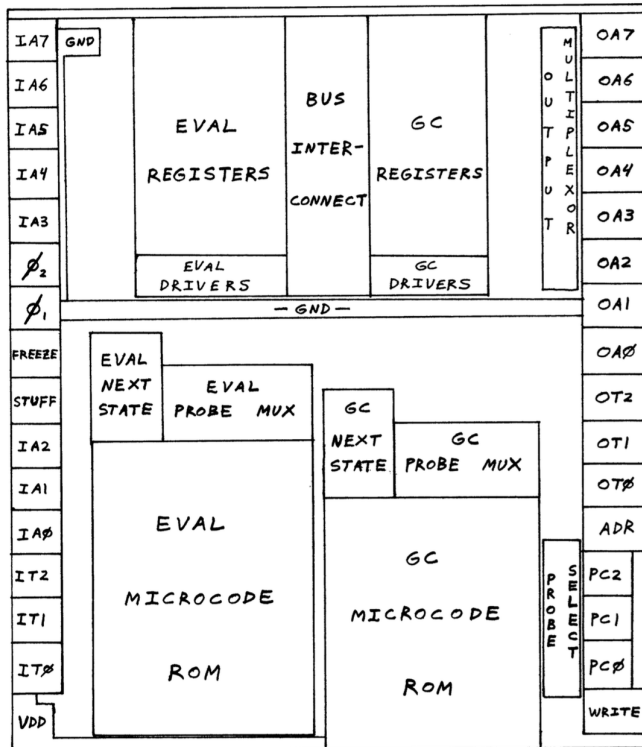 IA7
IA6
IA5
IA4
IA3
ø₂
ø₁
FREEZE
STUFF
IA2
IA1
IAØ
IT2
IT1
ITØ
VDD
GND
EVAL
REGISTERS
EVAL
DRIVERS
BUS
INTER-
CONNECT
GC
REGISTERS
GC
DRIVERS
OUTPUT
MULTIPLEXOR
— GND —
EVAL
NEXT
STATE
EVAL
PROBE MUX
EVAL
MICROCODE
ROM
GC
NEXT
STATE
GC
PROBE MUX
GC
MICROCODE
ROM
PROBE
SELECT
OA7
OA6
OA5
OA4
OA3
OA2
OA1
OAØ
OT2
OT1
OTØ
ADR
PC2
PC1
PCØ
WRITE